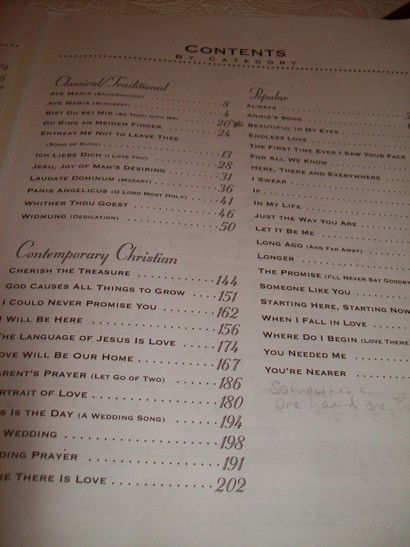 CONTENTS
BY CATEGORY
Classical/Traditional
AVE MARIA (BACH/GOUNOD) 8
AVE MARIA (SCHUBERT) 4
BIST DU BEI MIR (BE THOU WITH ME) 20
DU RING AN MEINEM FINGER 24
ENTREAT ME NOT TO LEAVE THEE
(SONG OF RUTH) 13
ICH LIEBE DICH (I LOVE YOU) 28
JESU, JOY OF MAN'S DESIRING 31
LAUDATE DOMINUM (MOZART) 36
PANIS ANGELICUS (O LORD MOST HOLY) 41
WHITHER THOU GOEST 46
WIDMUNG (DEDICATION) 50
Contemporary Christian
CHERISH THE TREASURE 144
GOD CAUSES ALL THINGS TO GROW 151
I COULD NEVER PROMISE YOU 162
I WILL BE HERE 156
THE LANGUAGE OF JESUS IS LOVE 174
OVE WILL BE OUR HOME 167
ARENT'S PRAYER (LET GO OF TWO) 186
RTRAIT OF LOVE 180
S IS THE DAY (A WEDDING SONG) 194
WEDDING 198
DING PRAYER 191
RE THERE IS LOVE 202
Popular
ALWAYS
ANNIE'S SONG
BEAUTIFUL IN MY EYES
ENDLESS LOVE
THE FIRST TIME EVER I SAW YOUR FACE
FOR ALL WE KNOW
HERE, THERE AND EVERYWHERE
I SWEAR
IF
IN MY LIFE
JUST THE WAY YOU ARE
LET IT BE ME
LONG AGO (AND FAR AWAY)
LONGER
THE PROMISE (I'LL NEVER SAY GOODBY
SOMEONE LIKE YOU
STARTING HERE, STARTING NOW
WHEN I FALL IN LOVE
WHERE DO I BEGIN (LOVE THEME
YOU NEEDED ME
YOU'RE NEARER
Somewhere
One hand one